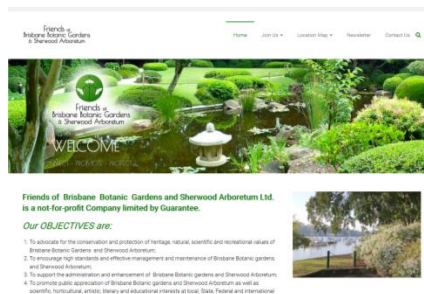 Friends of
Brisbane Botanic Gardens
& Sherwood Arboretum
Home Join Us Location Map Newsletter Contact Us
Friends of
Brisbane Botanic Gardens
& Sherwood Arboretum
WELCOME
Friends of Brisbane Botanic Gardens and Sherwood Arboretum Ltd.
is a not-for-profit Company limited by Guarantee.
Our OBJECTIVES are:
1. To advocate for the conservation and protection of heritage, natural, scientific and recreational values of
Brisbane Botanic Gardens and Sherwood Arboretum;
2. To encourage high standards and effective management and maintenance of Brisbane Botanic gardens
and Sherwood Arboretum;
3. To support the administration and enhancement of Brisbane Botanic gardens and Sherwood Arboretum;
4. To promote public appreciation of Brisbane Botanic gardens and Sherwood Arboretum as well as
scientific, horticultural, artistic, literary and educational interests at local, State, Federal and international